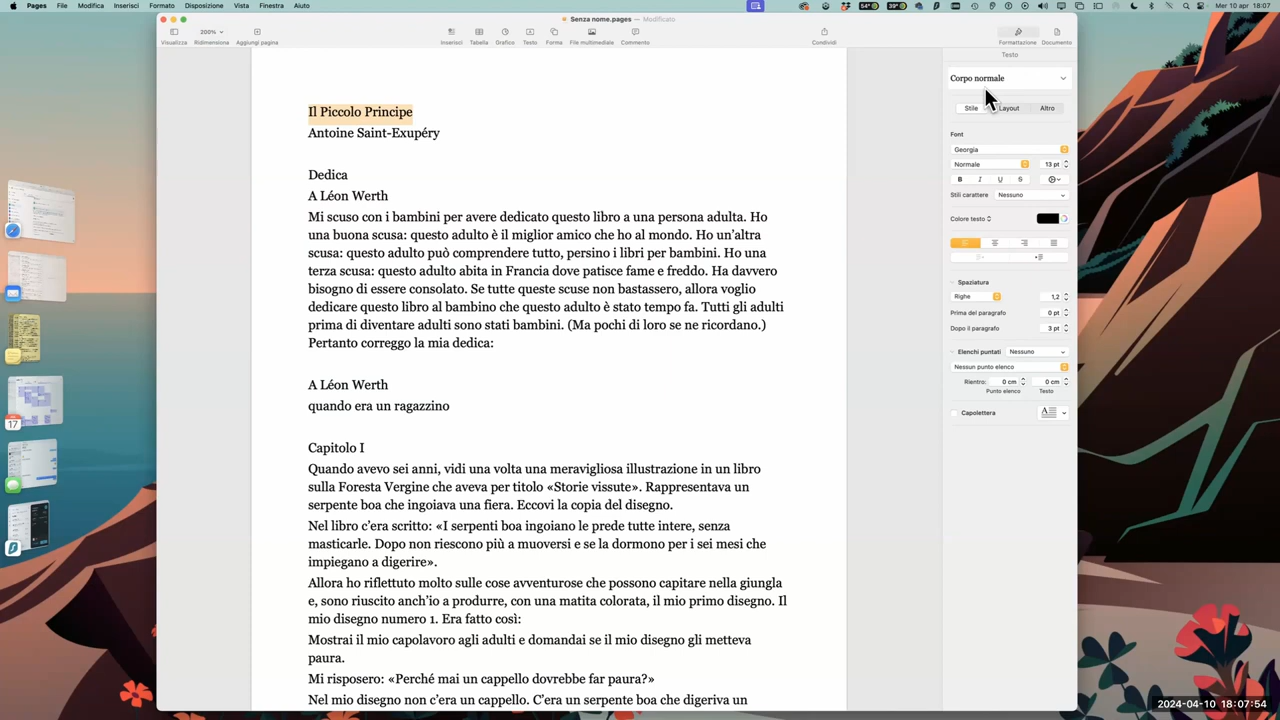 Pages File Modifica Inserisci Formato Disposizione Vista Finestra Aiuto 54° 39° Mer 10 apr 18:07
Senza nome.pages — Modificato
200%
Visualizza Ridimensiona Aggiungi pagina Inserisci Tabella Grafico Testo Forma File multimediale Commento Condividi Formattazione Documento
Testo
Corpo normale
Stile Layout Altro
Font
Georgia
Normale 13 pt
B I U S
Stili carattere Nessuno
Colore testo
Spaziatura
Righe 1,2
Prima del paragrafo 0 pt
Dopo il paragrafo 3 pt
Elenchi puntati Nessuno
Nessun punto elenco
Rientro: 0 cm 0 cm
Punto elenco Testo
Capolettera A
Il Piccolo Principe
Antoine Saint-Exupéry
Dedica
A Léon Werth
Mi scuso con i bambini per avere dedicato questo libro a una persona adulta. Ho
una buona scusa: questo adulto è il miglior amico che ho al mondo. Ho un’altra
scusa: questo adulto può comprendere tutto, persino i libri per bambini. Ho una
terza scusa: questo adulto abita in Francia dove patisce fame e freddo. Ha davvero
bisogno di essere consolato. Se tutte queste scuse non bastassero, allora voglio
dedicare questo libro al bambino che questo adulto è stato tempo fa. Tutti gli adulti
prima di diventare adulti sono stati bambini. (Ma pochi di loro se ne ricordano.)
Pertanto correggo la mia dedica:
A Léon Werth
quando era un ragazzino
Capitolo I
Quando avevo sei anni, vidi una volta una meravigliosa illustrazione in un libro
sulla Foresta Vergine che aveva per titolo «Storie vissute». Rappresentava un
serpente boa che ingoiava una fiera. Eccovi la copia del disegno.
Nel libro c’era scritto: «I serpenti boa ingoiano le prede tutte intere, senza
masticarle. Dopo non riescono più a muoversi e se la dormono per i sei mesi che
impiegano a digerire».
Allora ho riflettuto molto sulle cose avventurose che possono capitare nella giungla
e, sono riuscito anch’io a produrre, con una matita colorata, il mio primo disegno. Il
mio disegno numero 1. Era fatto così:
Mostrai il mio capolavoro agli adulti e domandai se il mio disegno gli metteva
paura.
Mi risposero: «Perché mai un cappello dovrebbe far paura?»
Nel mio disegno non c’era un cappello. C’era un serpente boa che digeriva un
17
2024-04-10 18:07:54